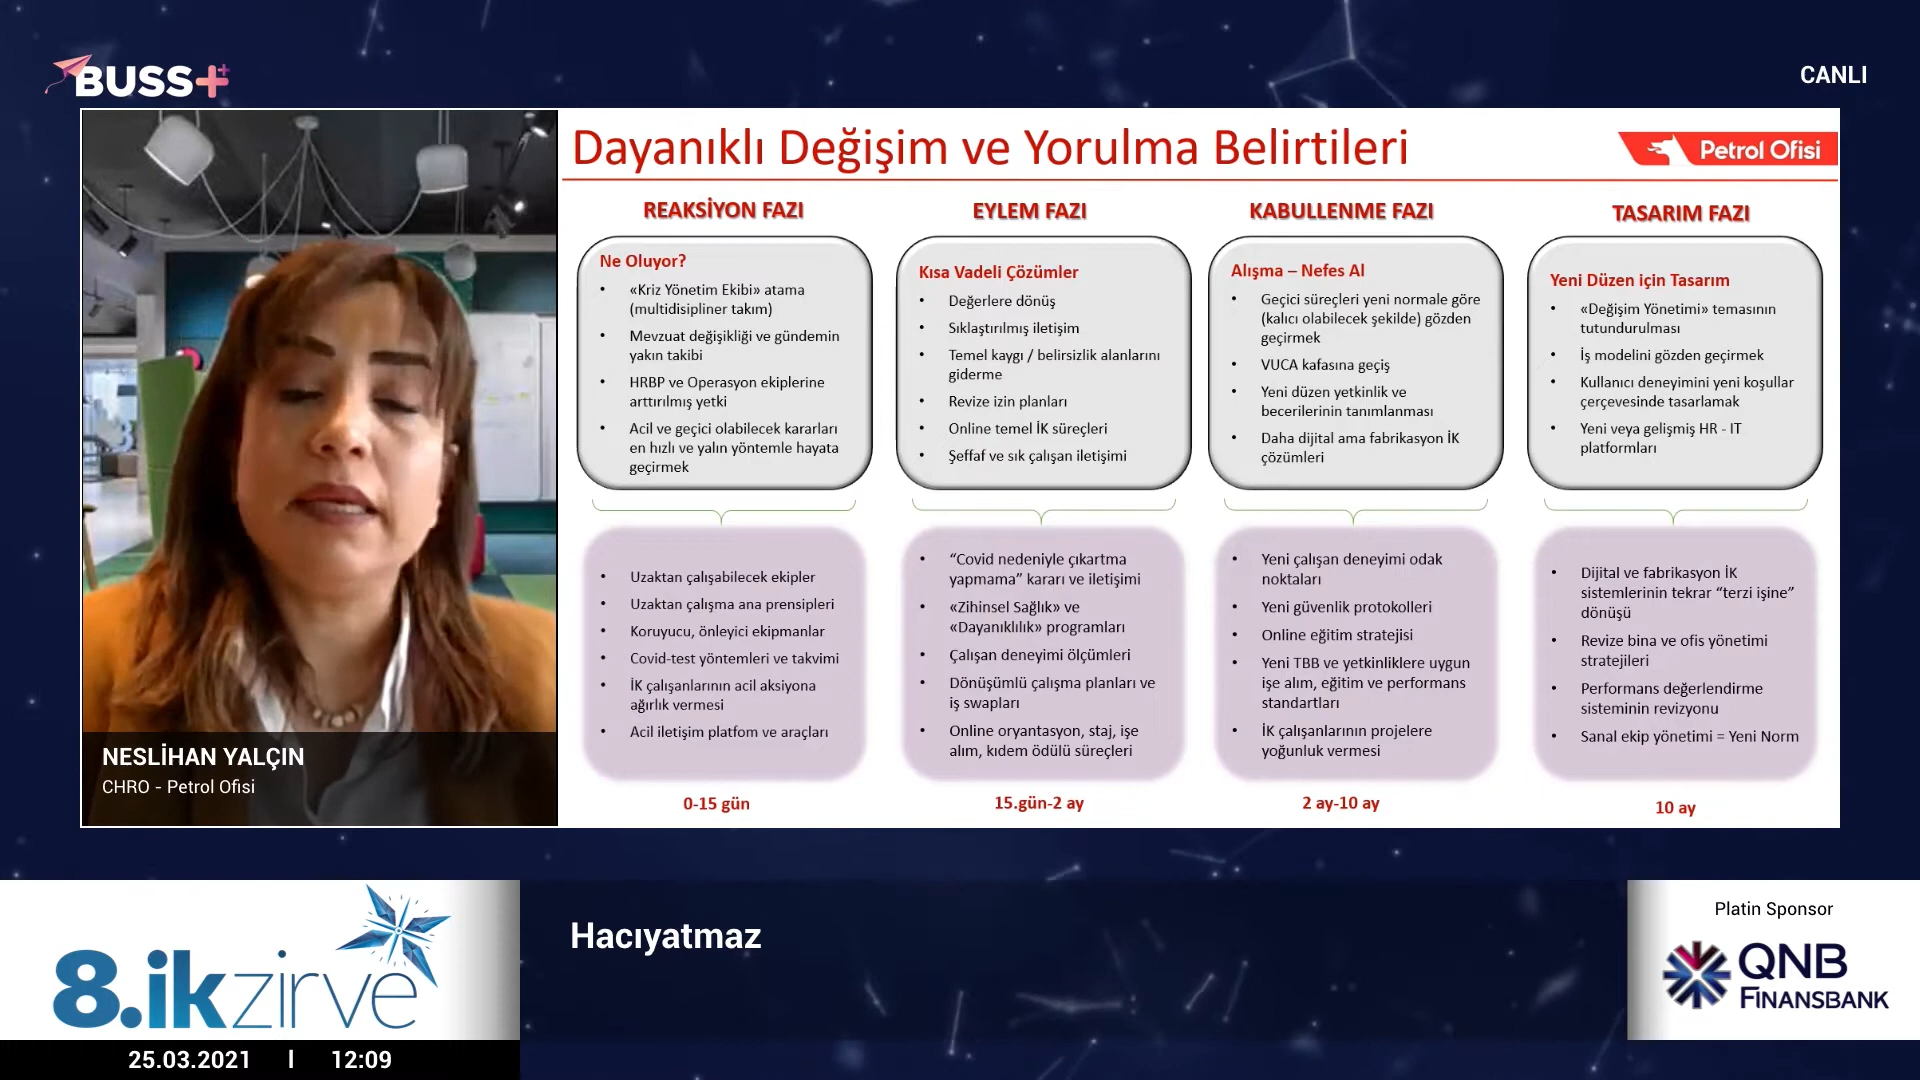 BUSS++
CANLI
Dayanıklı Değişim ve Yorulma Belirtileri
Petrol Ofisi
REAKSİYON FAZI
Ne Oluyor?
• «Kriz Yönetim Ekibi» atama
(multidisipliner takım)
• Mevzuat değişikliği ve gündemin
yakın takibi
• HRBP ve Operasyon ekiplerine
arttırılmış yetki
• Acil ve geçici olabilecek kararları
en hızlı ve yalın yöntemle hayata
geçirmek
• Uzaktan çalışabilecek ekipler
• Uzaktan çalışma ana prensipleri
• Koruyucu, önleyici ekipmanlar
• Covid-test yöntemleri ve takvimi
• İK çalışanlarının acil aksiyona
ağırlık vermesi
• Acil iletişim platfom ve araçları
0-15 gün
EYLEM FAZI
Kısa Vadeli Çözümler
• Değerlere dönüş
• Sıklaştırılmış iletişim
• Temel kaygı / belirsizlik alanlarını
giderme
• Revize izin planları
• Online temel İK süreçleri
• Şeffaf ve sık çalışan iletişimi
• “Covid nedeniyle çıkartma
yapmama” kararı ve iletişimi
• «Zihinsel Sağlık» ve
«Dayanıklılık» programları
• Çalışan deneyimi ölçümleri
• Dönüşümlü çalışma planları ve
iş swapları
• Online oryantasyon, staj, işe
alım, kıdem ödülü süreçleri
15.gün-2 ay
KABULLENME FAZI
Alışma – Nefes Al
• Geçici süreçleri yeni normale göre
(kalıcı olabilecek şekilde) gözden
geçirmek
• VUCA kafasına geçiş
• Yeni düzen yetkinlik ve
becerilerinin tanımlanması
• Daha dijital ama fabrikasyon İK
çözümleri
• Yeni çalışan deneyimi odak
noktaları
• Yeni güvenlik protokolleri
• Online eğitim stratejisi
• Yeni TBB ve yetkinliklere uygun
işe alım, eğitim ve performans
standartları
• İK çalışanlarının projelere
yoğunluk vermesi
2 ay-10 ay
TASARIM FAZI
Yeni Düzen için Tasarım
• «Değişim Yönetimi» temasının
tutundurulması
• İş modelini gözden geçirmek
• Kullanıcı deneyimini yeni koşullar
çerçevesinde tasarlamak
• Yeni veya gelişmiş HR - IT
platformları
• Dijital ve fabrikasyon İK
sistemlerinin tekrar “terzi işine”
dönüşü
• Revize bina ve ofis yönetimi
stratejileri
• Performans değerlendirme
sisteminin revizyonu
• Sanal ekip yönetimi = Yeni Norm
10 ay
NESLİHAN YALÇIN
CHRO - Petrol Ofisi
8.ikzirve
25.03.2021 | 12:09
Hacıyatmaz
Platin Sponsor
QNB
FINANSBANK